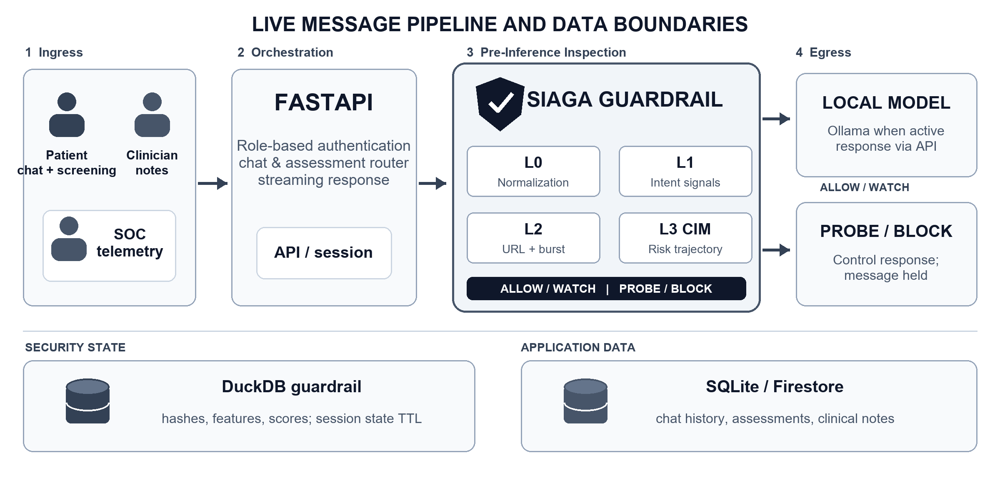 LIVE MESSAGE PIPELINE AND DATA BOUNDARIES
1 Ingress
Patient
chat + screening
Clinician
notes
SOC
telemetry
2 Orchestration
FASTAPI
Role-based authentication
chat & assessment router
streaming response
API / session
3 Pre-Inference Inspection
SIAGA GUARDRAIL
L0
Normalization
L1
Intent signals
L2
URL + burst
L3 CIM
Risk trajectory
ALLOW / WATCH | PROBE / BLOCK
4 Egress
LOCAL MODEL
Ollama when active
response via API
ALLOW / WATCH
PROBE / BLOCK
Control response;
message held
SECURITY STATE
DuckDB guardrail
hashes, features, scores; session state TTL
APPLICATION DATA
SQLite / Firestore
chat history, assessments, clinical notes